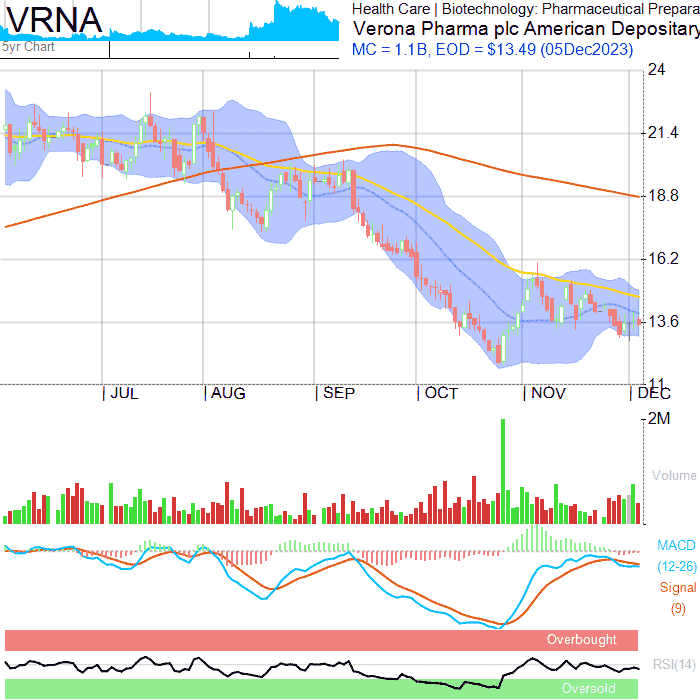 VRNA
5yr Chart
Health Care | Biotechnology: Pharmaceutical Prepara
Verona Pharma plc American Depositary
MC = 1.1B, EOD = $13.49 (05Dec2023)
24
21.4
18.8
16.2
13.6
11
JUL AUG SEP OCT NOV DEC
2M
Volume
MACD
(12-26)
Signal
(9)
Overbought
RSI(14)
Oversold